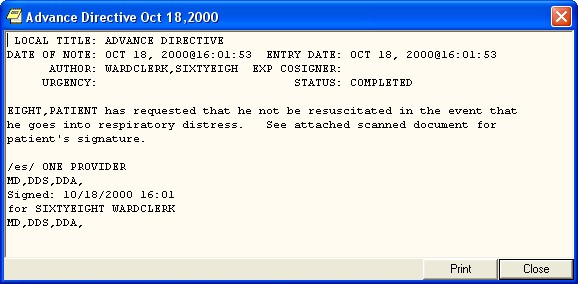 Advance Directive Oct 18,2000
LOCAL TITLE: ADVANCE DIRECTIVE
DATE OF NOTE: OCT 18, 2000@16:01:53  ENTRY DATE: OCT 18, 2000@16:01:53
AUTHOR: WARDCLERK,SIXTYEIGH  EXP COSIGNER:
URGENCY:                            STATUS: COMPLETED
EIGHT,PATIENT has requested that he not be resuscitated in the event that
he goes into respiratory distress.   See attached scanned document for
patient's signature.
/es/ ONE PROVIDER
MD,DDS,DDA,
Signed: 10/18/2000 16:01
for SIXTYEIGHT WARDCLERK
MD,DDS,DDA,
Print Close